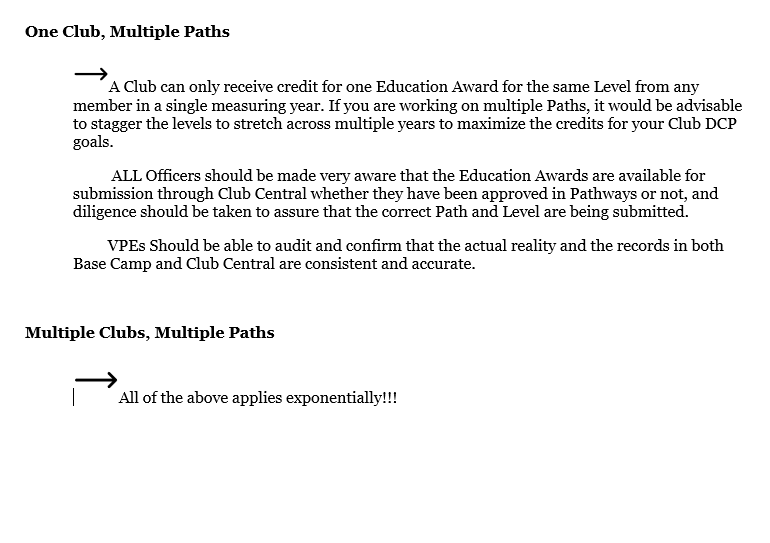 One Club, Multiple Paths
A Club can only receive credit for one Education Award for the same Level from any
member in a single measuring year. If you are working on multiple Paths, it would be advisable
to stagger the levels to stretch across multiple years to maximize the credits for your Club DCP
goals.
ALL Officers should be made very aware that the Education Awards are available for
submission through Club Central whether they have been approved in Pathways or not, and
diligence should be taken to assure that the correct Path and Level are being submitted.
VPEs Should be able to audit and confirm that the actual reality and the records in both
Base Camp and Club Central are consistent and accurate.
Multiple Clubs, Multiple Paths
All of the above applies exponentially!!!